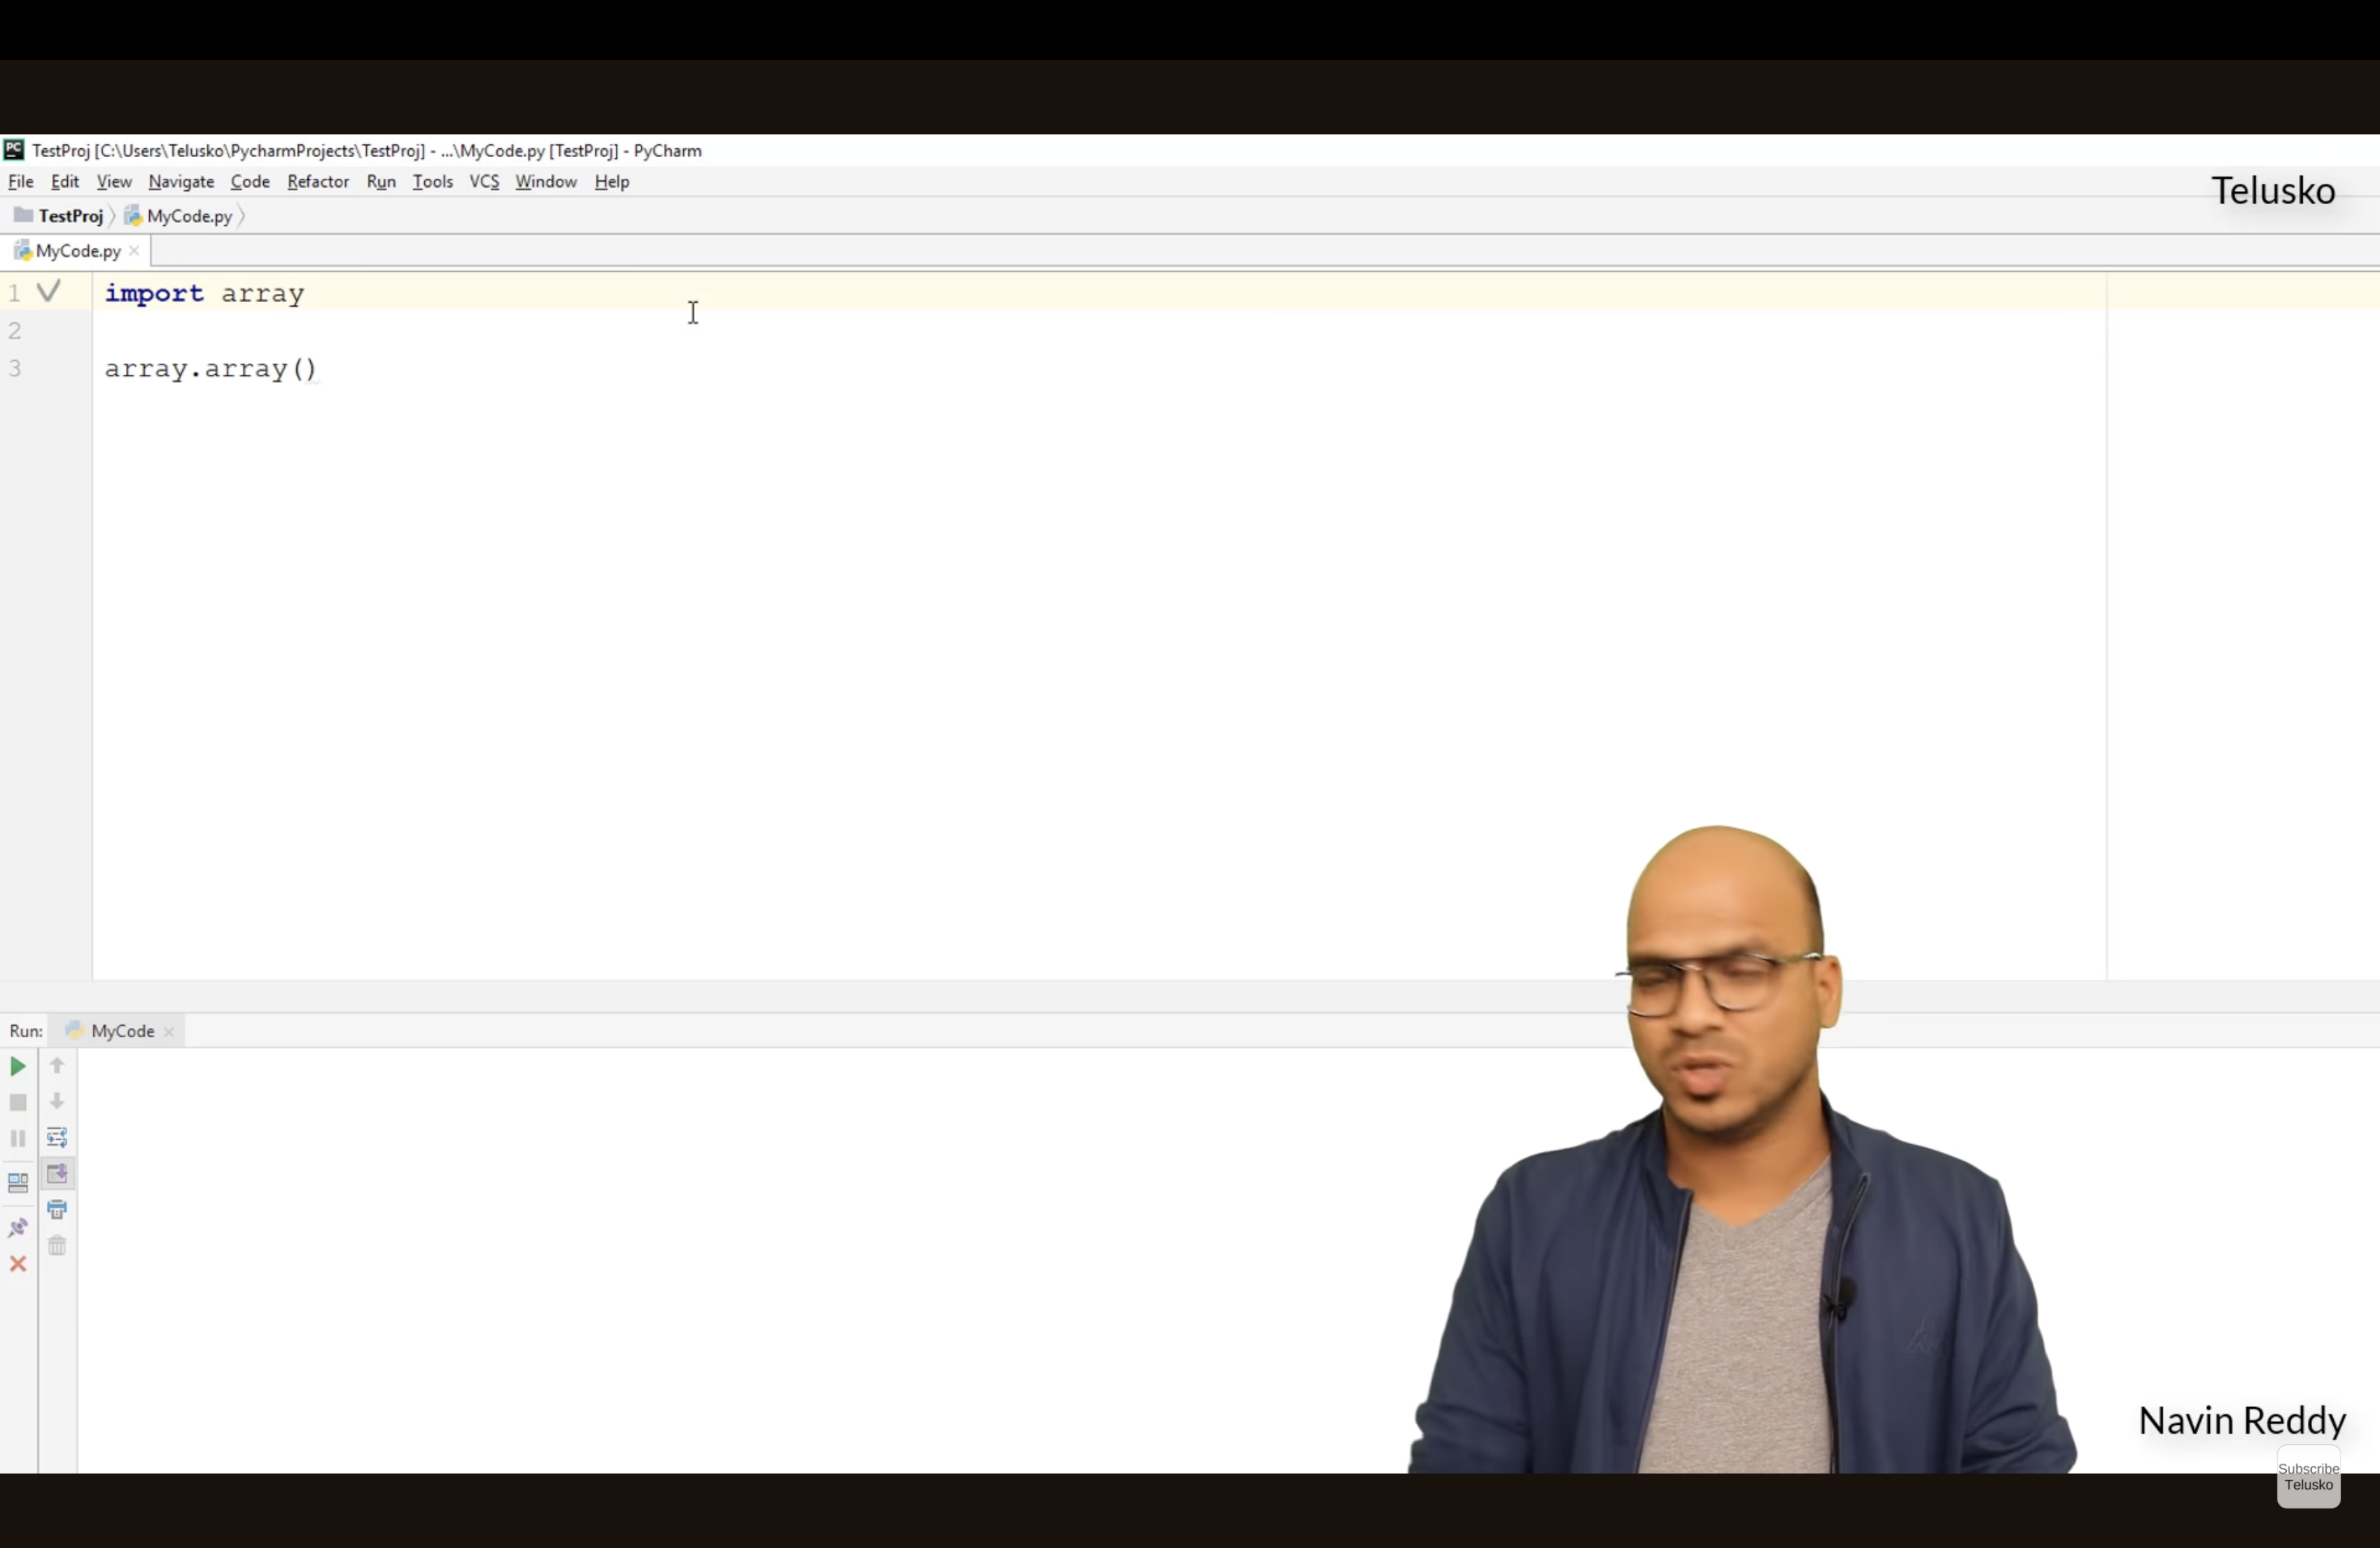 TestProj [C:\Users\Telusko\PycharmProjects\TestProj] - ...\MyCode.py [TestProj] - PyCharm
File Edit View Navigate Code Refactor Run Tools VCS Window Help
Telusko
TestProj MyCode.py
MyCode.py
1 import array
2
3 array.array()
Run: MyCode
Navin Reddy
Subscribe
Telusko